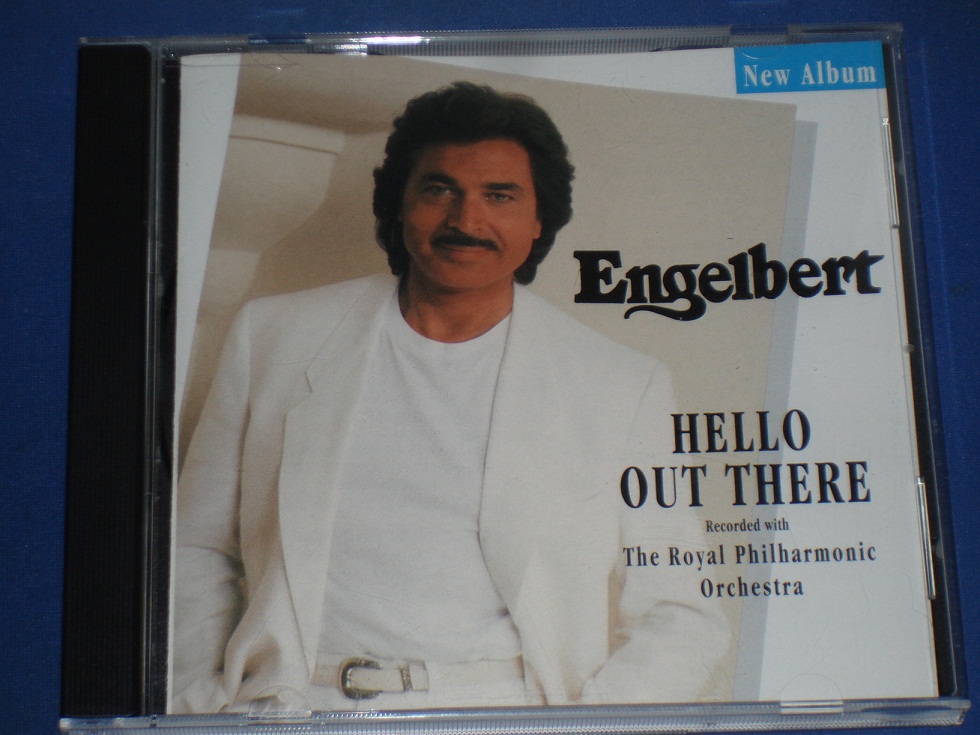 New Album
Engelbert
HELLO
OUT THERE
Recorded with
The Royal Philharmonic
Orchestra